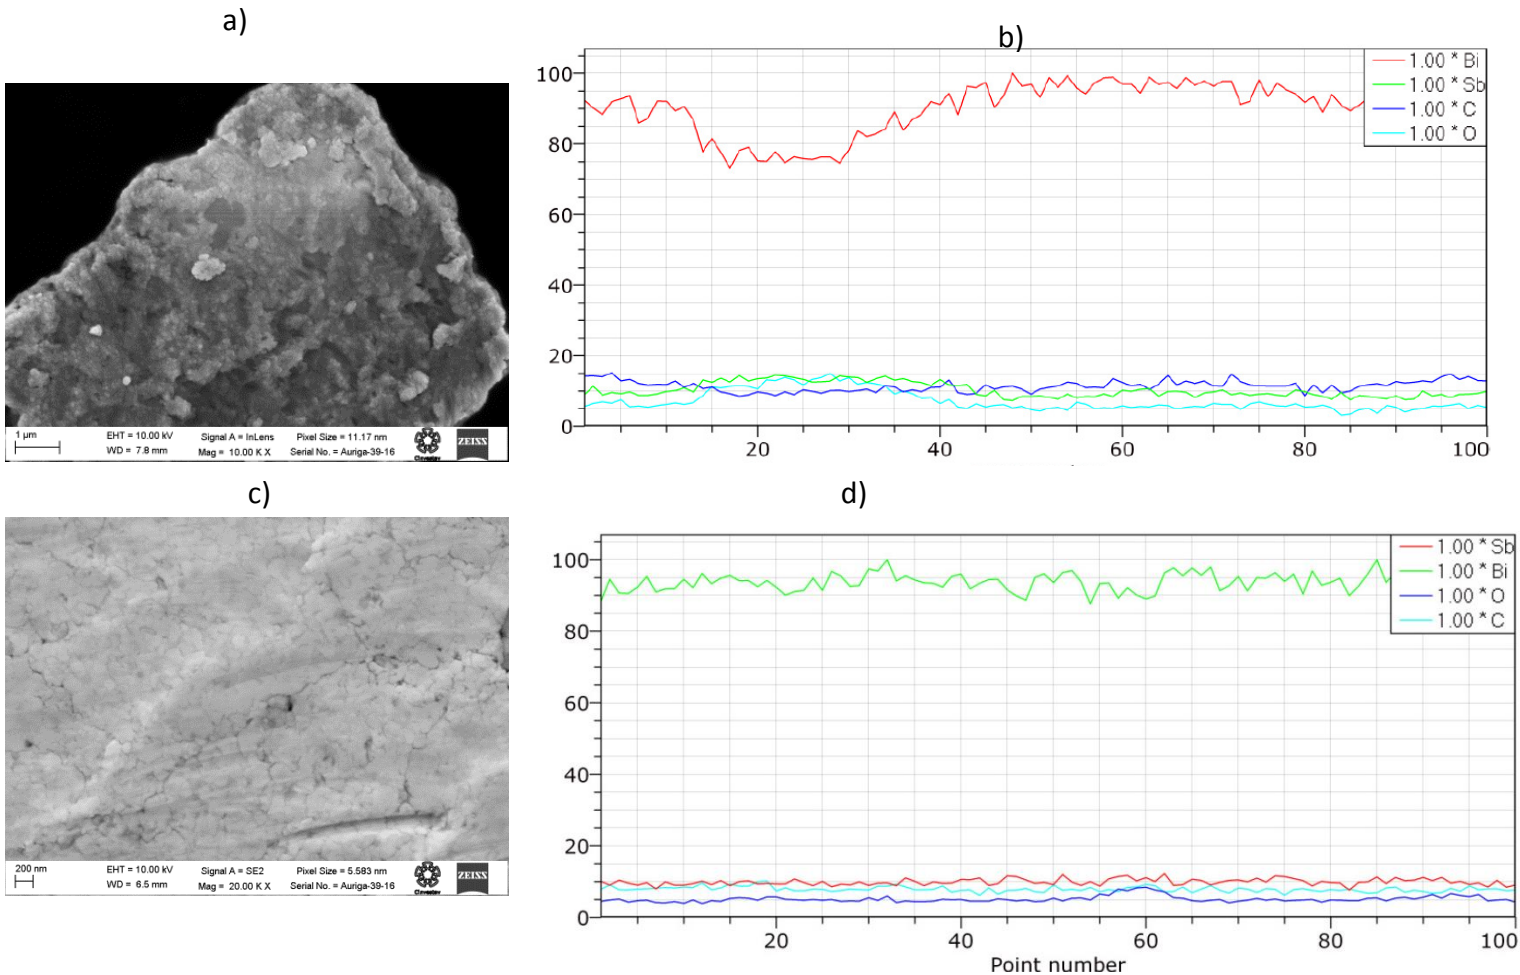 a)
b)
1.00 * Bi
1.00 * Sb
1.00 * C
1.00 * O
100
80
60
40
20
0
20 40 60 80 100
1 µm
EHT = 10.00 kV Signal A = InLens Pixel Size = 11.17 nm
WD = 7.8 mm Mag = 10.00 K X Serial No. = Auriga-39-16
ZEISS
c)
d)
1.00 * Sb
1.00 * Bi
1.00 * O
1.00 * C
100
80
60
40
20
0
20 40 60 80 100
Point number
200 nm
EHT = 10.00 kV Signal A = SE2 Pixel Size = 5.583 nm
WD = 6.5 mm Mag = 20.00 K X Serial No. = Auriga-39-16
ZEISS